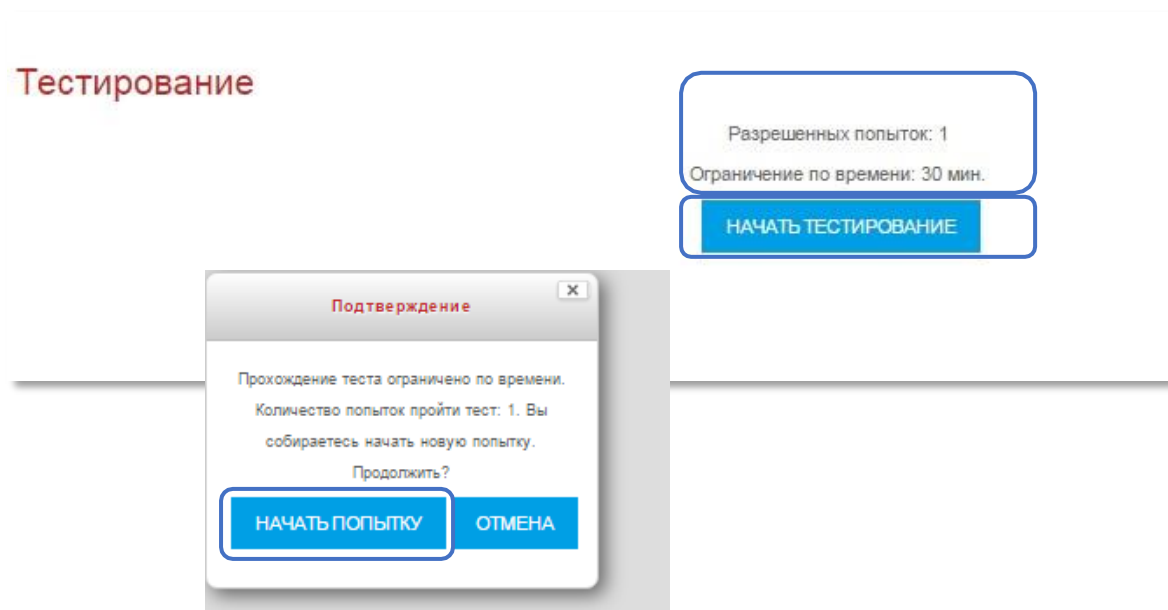 Тестирование
Разрешенных попыток: 1
Ограничение по времени: 30 мин.
НАЧАТЬ ТЕСТИРОВАНИЕ
Подтверждение
Прохождение теста ограничено по времени.
Количество попыток пройти тест: 1. Вы
собираетесь начать новую попытку.
Продолжить?
НАЧАТЬ ПОПЫТКУ
ОТМЕНА